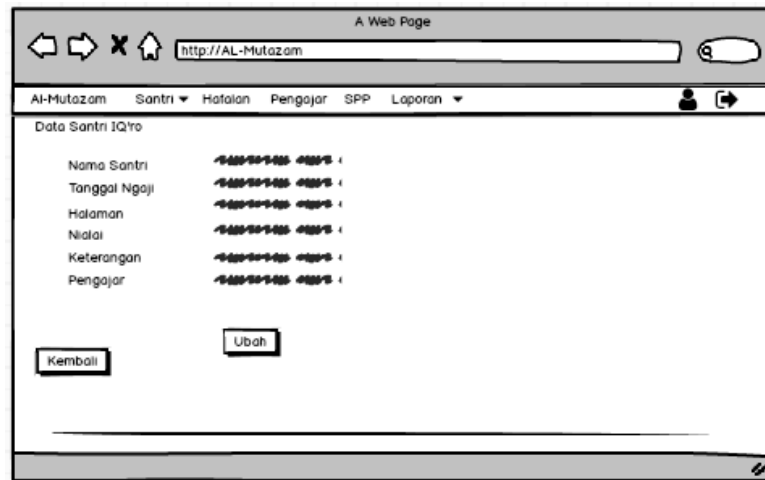 A Web Page
http://AL-Mutazam
Al-Mutazam Santri Hafalan Pengajar SPP Laporan
Data Santri IQ'ro
Nama Santri
Tanggal Ngaji
Halaman
Nialai
Keterangan
Pengajar
Ubah
Kembali